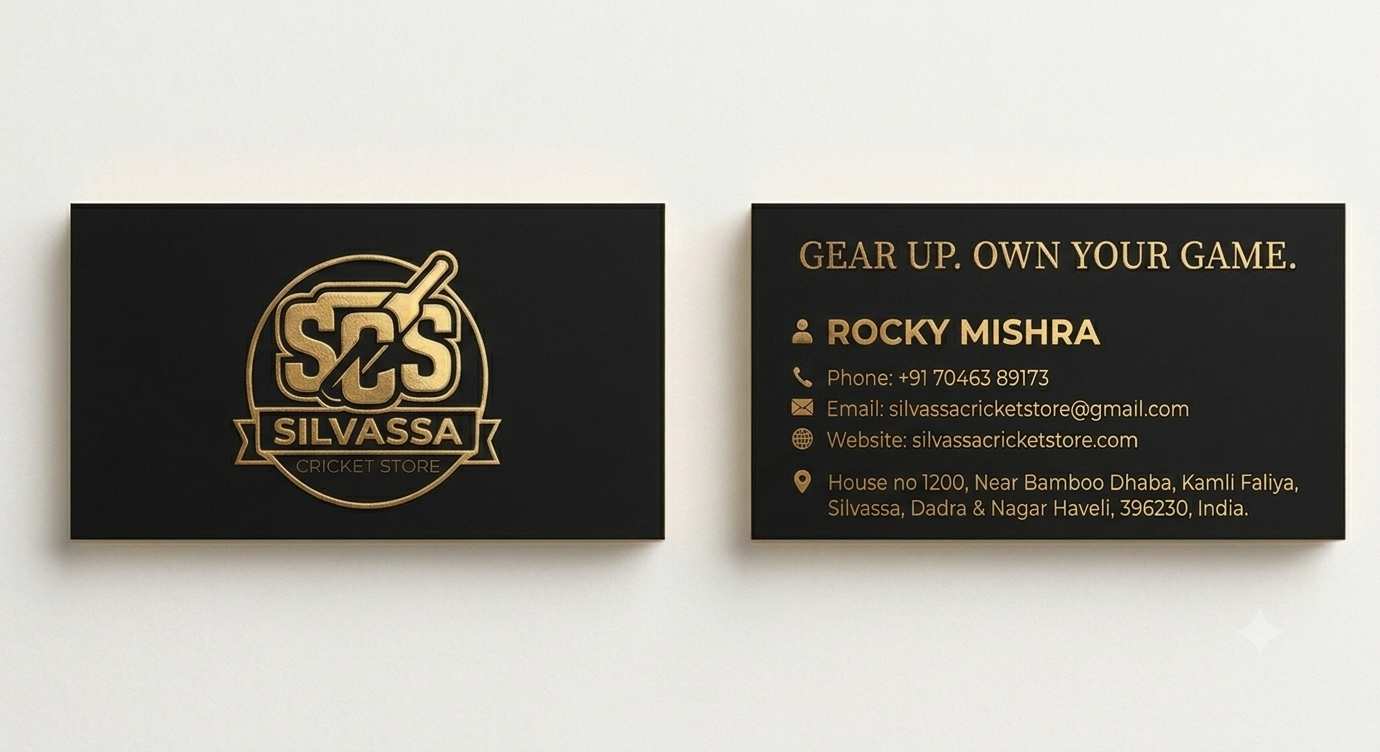 SCS
SILVASSA
CRICKET STORE
GEAR UP. OWN YOUR GAME.
ROCKY MISHRA
Phone: +91 70463 89173
Email: silvassacricketstore@gmail.com
Website: silvassacricketstore.com
House no 1200, Near Bamboo Dhaba, Kamli Faliya,
Silvassa, Dadra & Nagar Haveli, 396230, India.